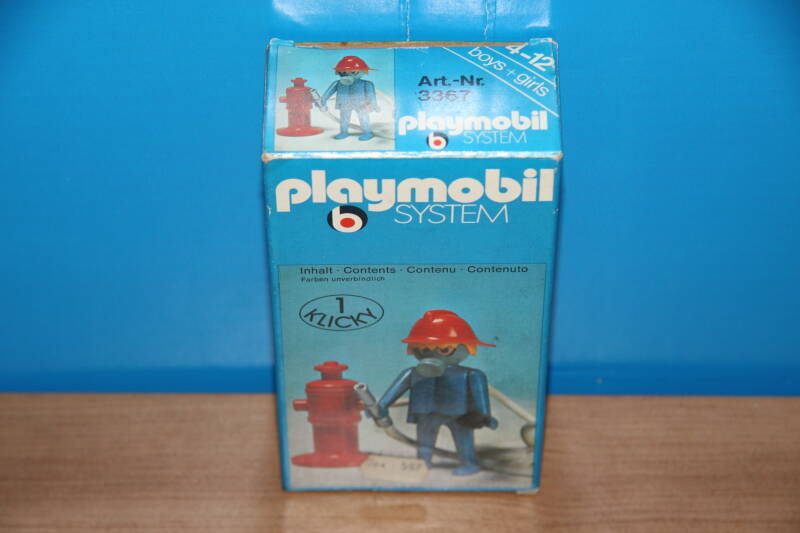 4-12
boys + girls
Art.-Nr.
3367
playmobil
b SYSTEM
playmobil
b SYSTEM
Inhalt · Contents · Contenu · Contenuto
Farben unverbindlich
1
KLICKY